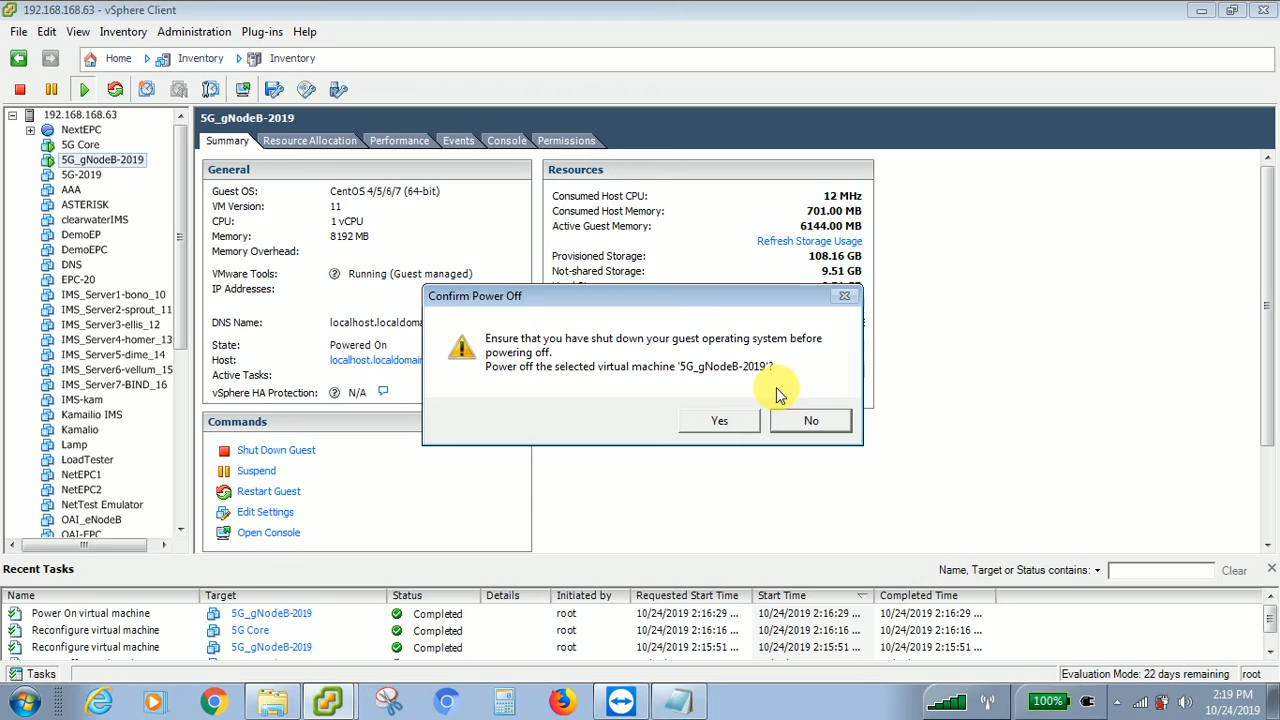 192.168.168.63 - vSphere Client
File Edit View Inventory Administration Plug-ins Help
Home Inventory Inventory
192.168.168.63
NextEPC
5G Core
5G_gNodeB-2019
5G-2019
AAA
ASTERISK
clearwaterIMS
DemoEP
DemoEPC
DNS
EPC-20
IMS_Server1-bono_10
IMS_Server2-sprout_11
IMS_Server3-ellis_12
IMS_Server4-homer_13
IMS_Server5-dime_14
IMS_Server6-vellum_15
IMS_Server7-BIND_16
IMS-kam
Kamailio IMS
Kamailio
Lamp
LoadTester
NetEPC1
NetEPC2
NetTest Emulator
OAI_eNodeB
OAI-EPC
5G_gNodeB-2019
Summary Resource Allocation Performance Events Console Permissions
General
Guest OS: CentOS 4/5/6/7 (64-bit)
VM Version: 11
CPU: 1 vCPU
Memory: 8192 MB
Memory Overhead:
VMware Tools: Running (Guest managed)
IP Addresses:
DNS Name: localhost.localdoma
State: Powered On
Host: localhost.localdomain
Active Tasks:
vSphere HA Protection: N/A
Resources
Consumed Host CPU: 12 MHz
Consumed Host Memory: 701.00 MB
Active Guest Memory: 6144.00 MB
Refresh Storage Usage
Provisioned Storage: 108.16 GB
Not-shared Storage: 9.51 GB
Confirm Power Off
Ensure that you have shut down your guest operating system before
powering off.
Power off the selected virtual machine '5G_gNodeB-2019'?
Yes No
Commands
Shut Down Guest
Suspend
Restart Guest
Edit Settings
Open Console
Recent Tasks
Name, Target or Status contains: Clear
Name Target Status Details Initiated by Requested Start Time Start Time Completed Time
Power On virtual machine 5G_gNodeB-2019 Completed root 10/24/2019 2:16:29 ... 10/24/2019 2:16:29 ... 10/24/2019 2:16:29 ...
Reconfigure virtual machine 5G Core Completed root 10/24/2019 2:16:16 ... 10/24/2019 2:16:16 ... 10/24/2019 2:16:16 ...
Reconfigure virtual machine 5G_gNodeB-2019 Completed root 10/24/2019 2:15:51 ... 10/24/2019 2:15:51 ... 10/24/2019 2:15:51 ...
Tasks Evaluation Mode: 22 days remaining root
100% 2:19 PM
10/24/2019